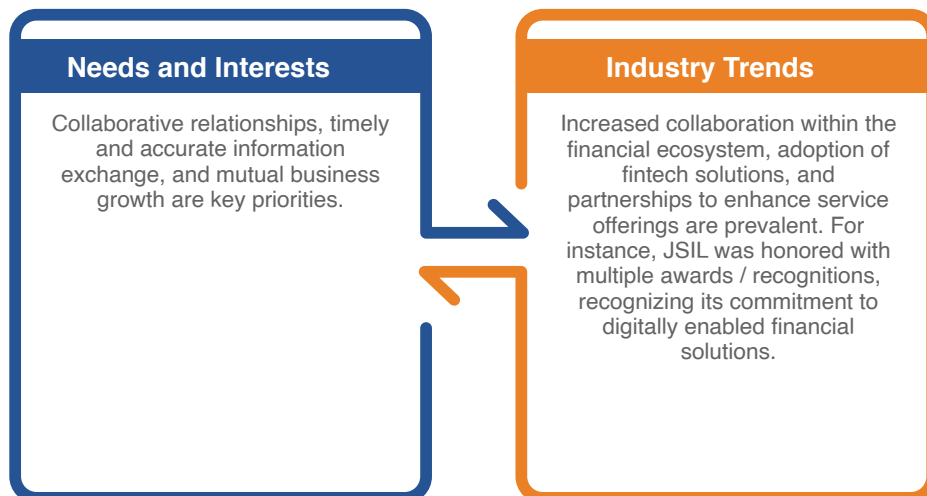 Needs and Interests
Collaborative relationships, timely
and accurate information
exchange, and mutual business
growth are key priorities.
Industry Trends
Increased collaboration within the
financial ecosystem, adoption of
fintech solutions, and
partnerships to enhance service
offerings are prevalent. For
instance, JSIL was honored with
multiple awards / recognitions,
recognizing its commitment to
digitally enabled financial
solutions.